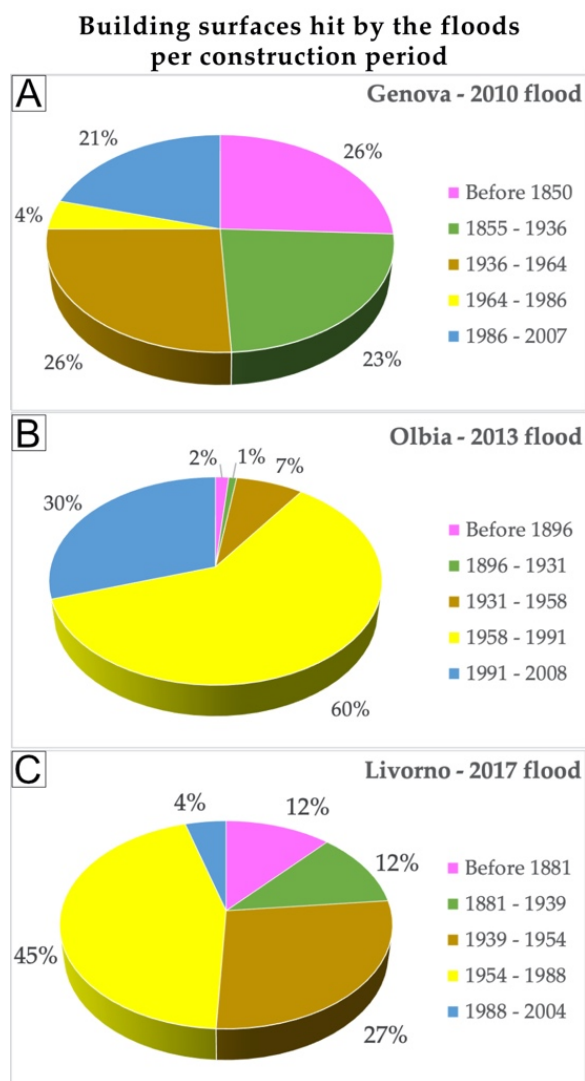 Building surfaces hit by the floods
per construction period
A
Genova - 2010 flood
21%
26%
4%
26%
23%
Before 1850
1855 - 1936
1936 - 1964
1964 - 1986
1986 - 2007
B
Olbia - 2013 flood
2%
1%
7%
30%
60%
Before 1896
1896 - 1931
1931 - 1958
1958 - 1991
1991 - 2008
C
Livorno - 2017 flood
4%
12%
12%
45%
27%
Before 1881
1881 - 1939
1939 - 1954
1954 - 1988
1988 - 2004